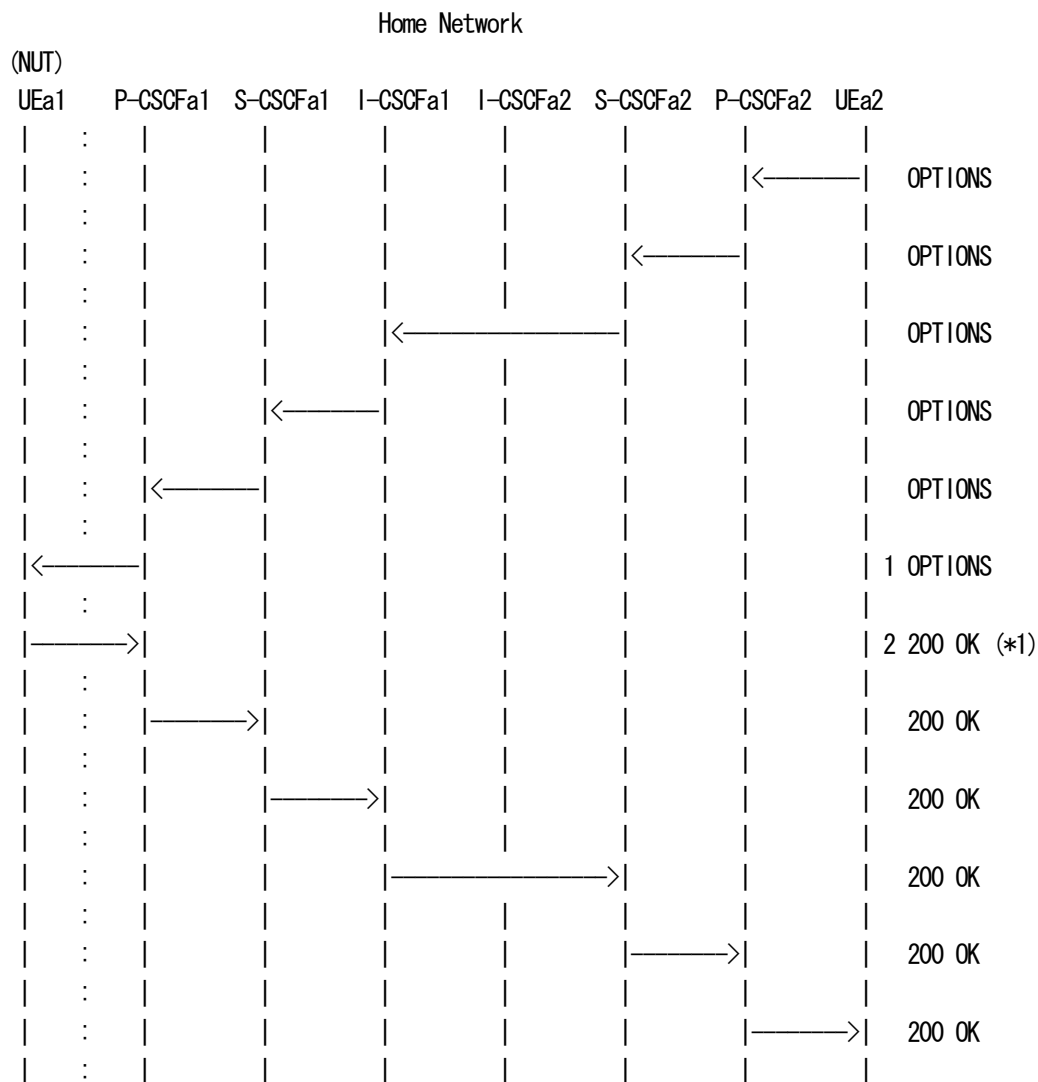 Home Network
(NUT)
UEa1 P-CSCFa1 S-CSCFa1 I-CSCFa1 I-CSCFa2 S-CSCFa2 P-CSCFa2 UEa2
OPTIONS
OPTIONS
OPTIONS
OPTIONS
OPTIONS
1 OPTIONS
2 200 OK (*1)
200 OK
200 OK
200 OK
200 OK
200 OK